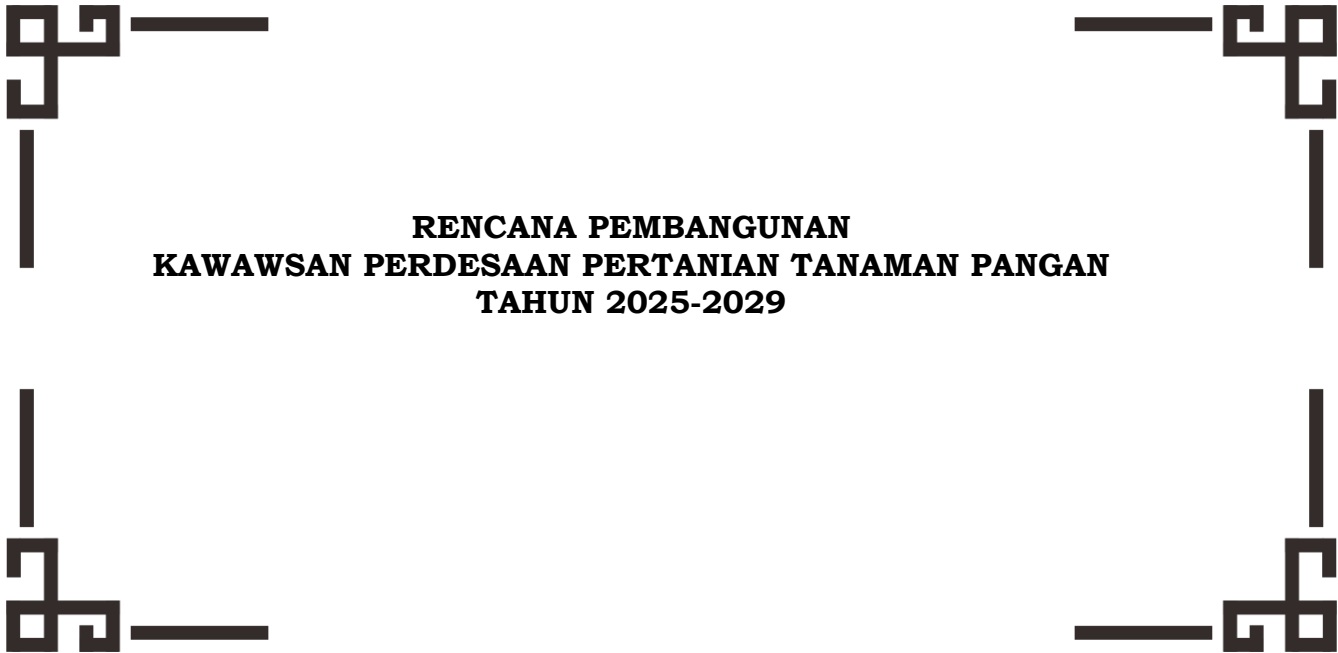 RENCANA PEMBANGUNAN
KAWAWSAN PERDESAAN PERTANIAN TANAMAN PANGAN
TAHUN 2025-2029